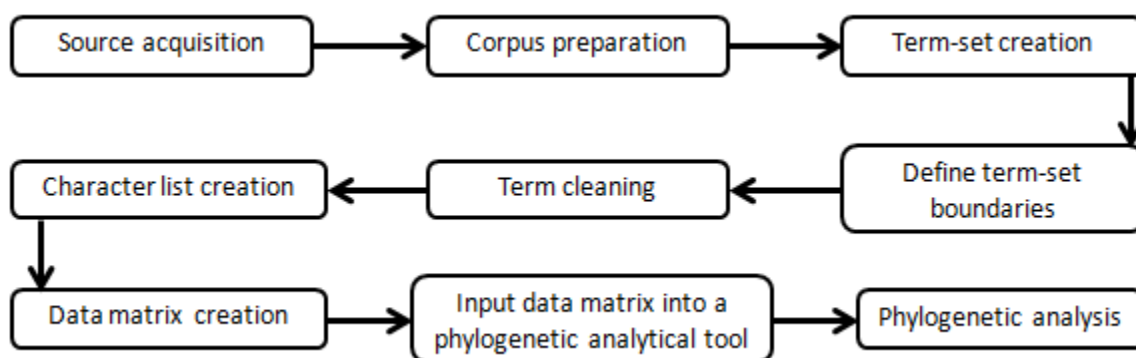 Source acquisition
Corpus preparation
Term-set creation
Define term-set
boundaries
Term cleaning
Character list creation
Data matrix creation
Input data matrix into a
phylogenetic analytical tool
Phylogenetic analysis